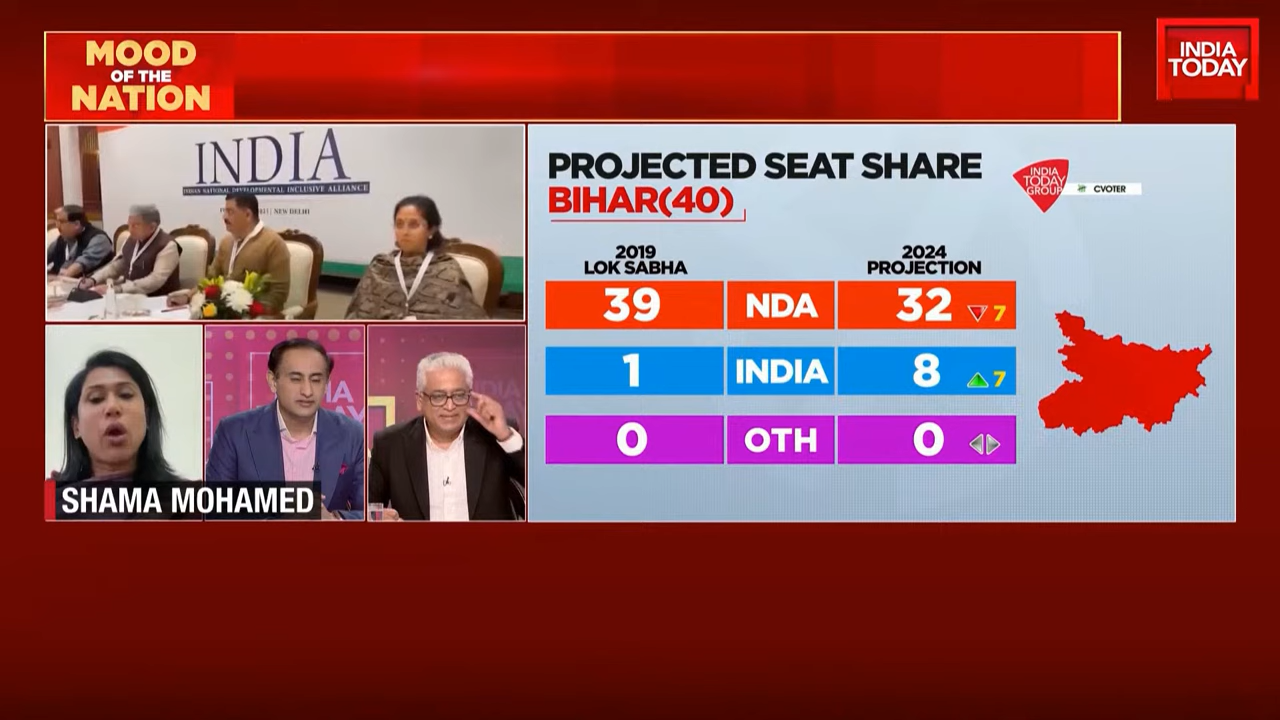 MOOD
OF THE
NATION
INDIA
TODAY
INDIA
INDIAN NATIONAL DEVELOPMENTAL INCLUSIVE ALLIANCE
NEW DELHI
PROJECTED SEAT SHARE
BIHAR(40)
INDIA
TODAY
GROUP
CVOTER
2019
LOK SABHA
2024
PROJECTION
39 NDA 32 7
1 INDIA 8 7
0 OTH 0
SHAMA MOHAMED